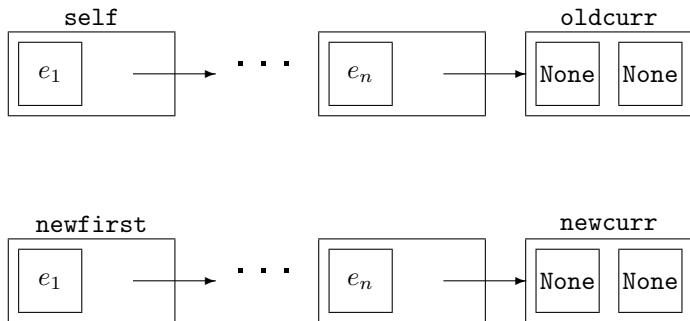 self oldcurr
e₁ ... eₙ None None
newfirst newcurr
e₁ ... eₙ None None